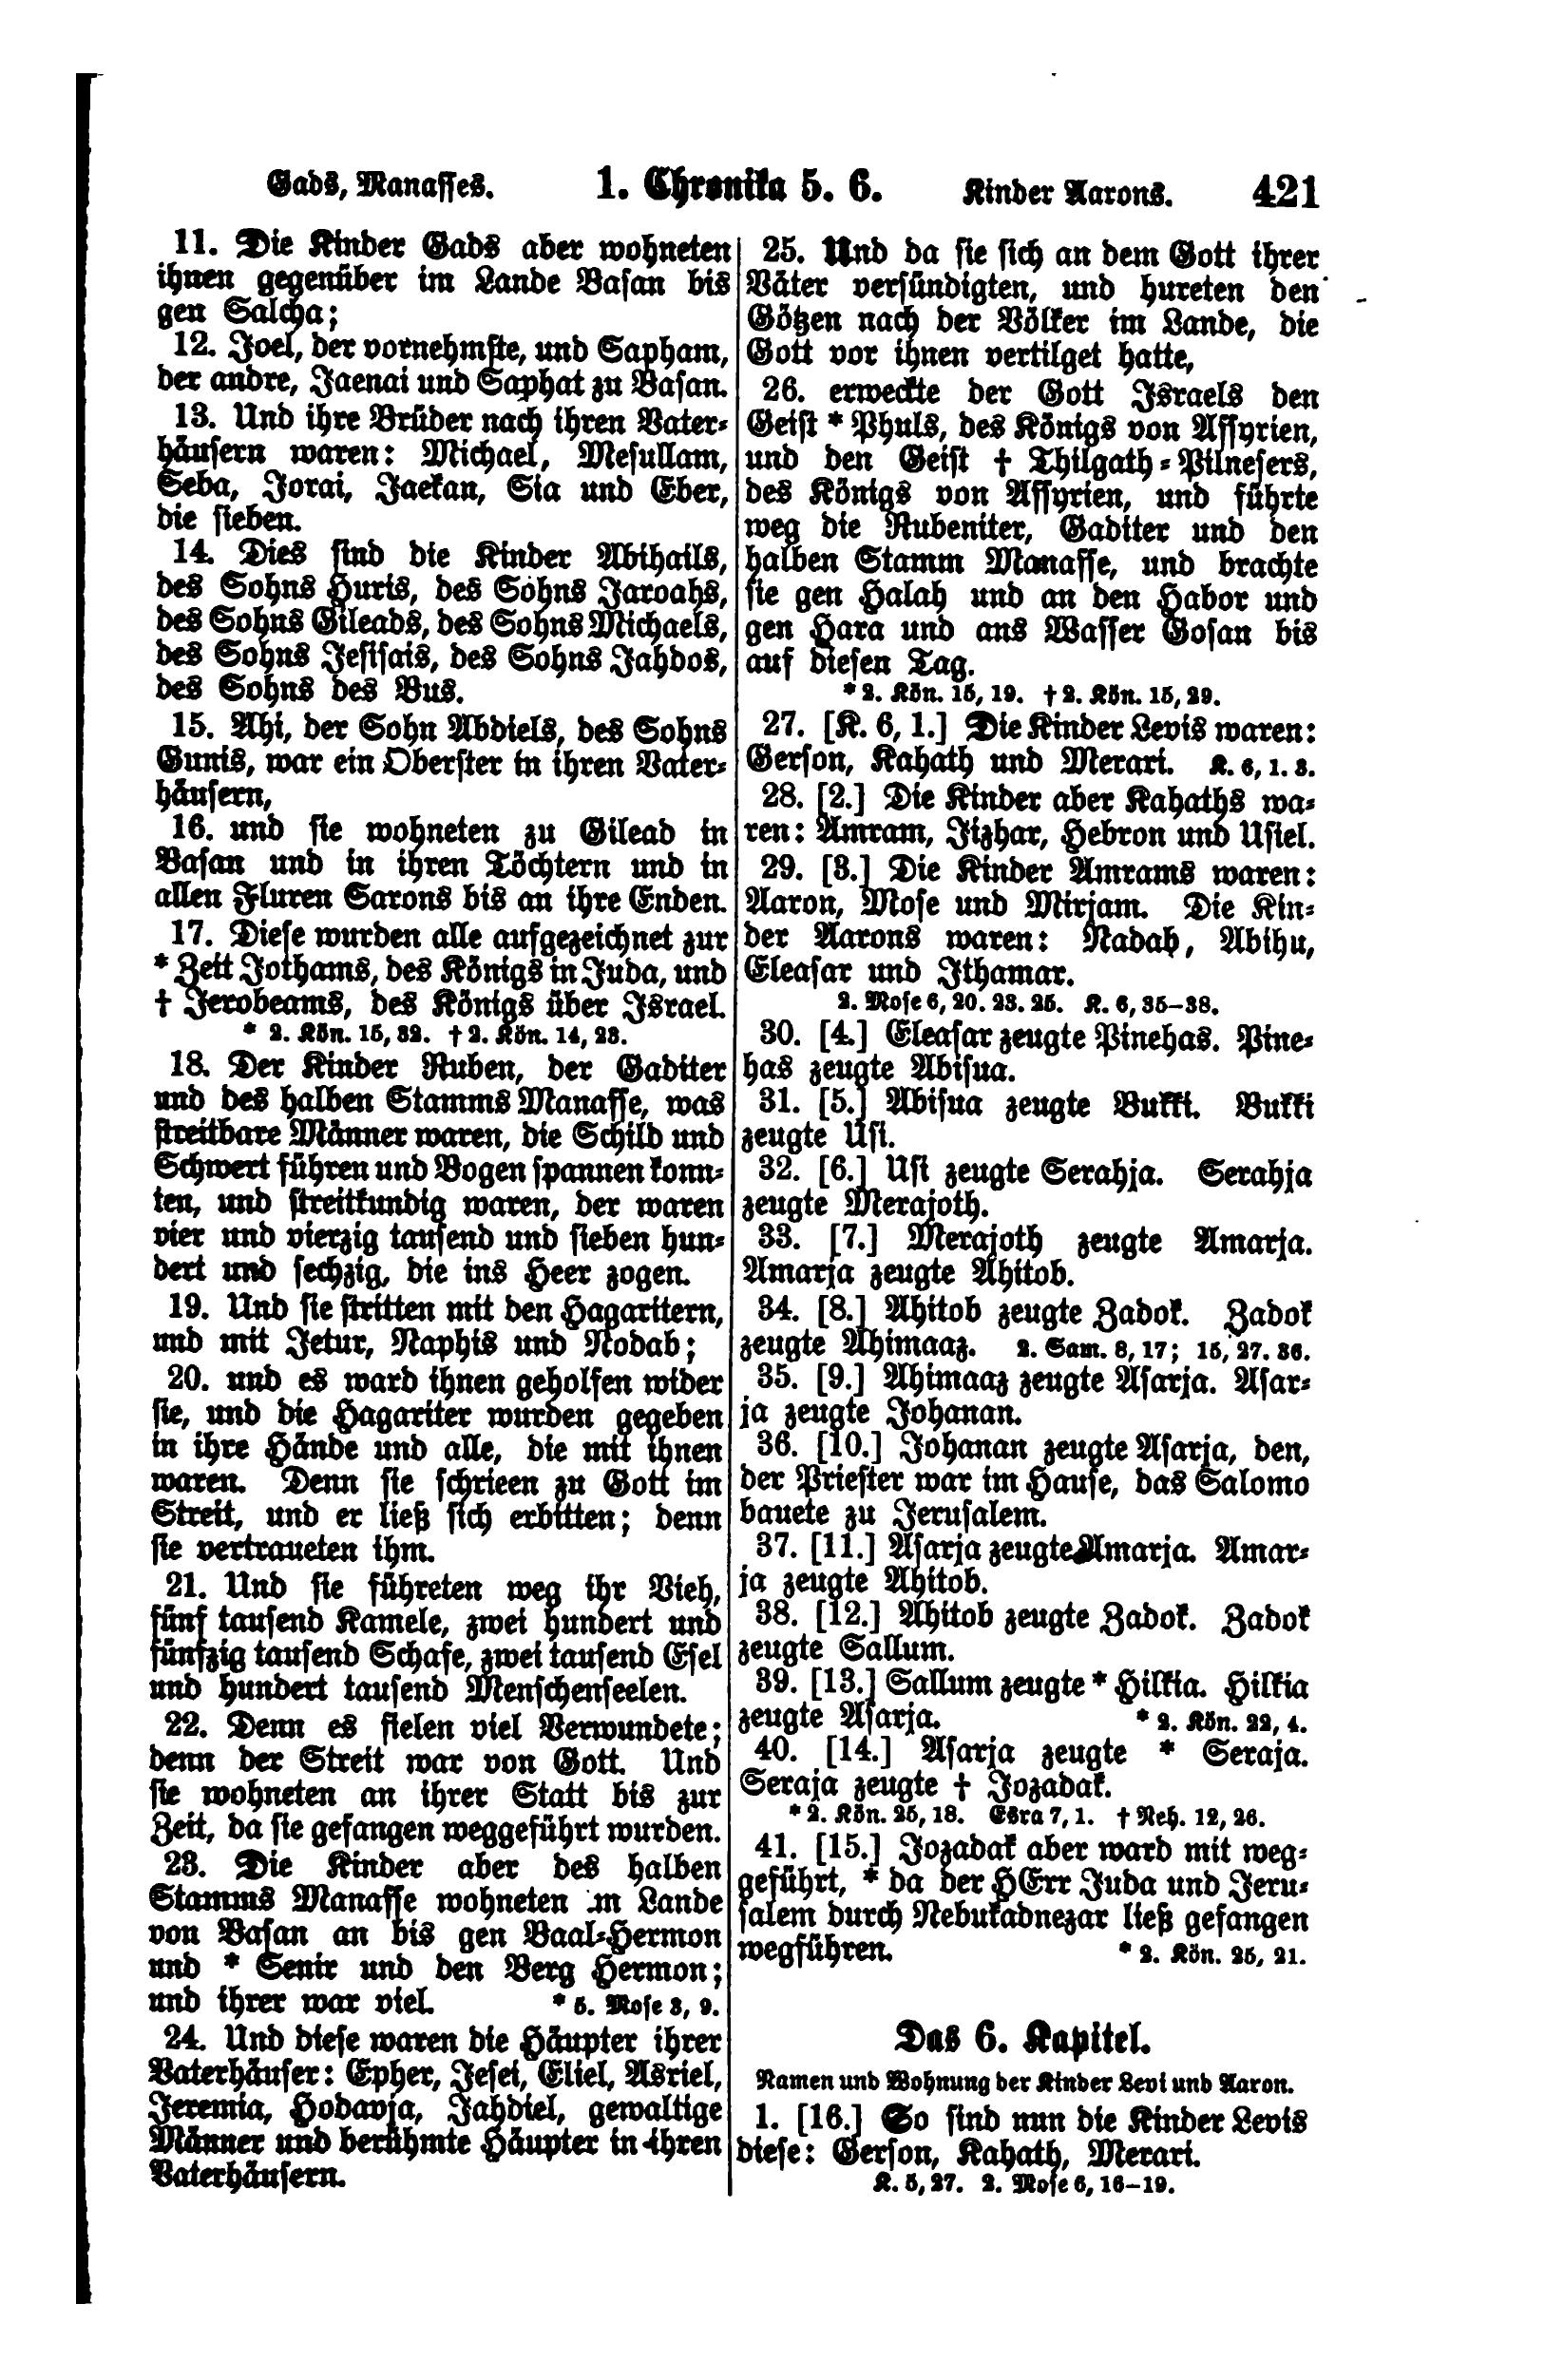 Gads, Manasses. 1. Chronika 5. 6. Kinder Aarons. 421
11. Die Kinder Gads aber wohneten
ihnen gegenüber im Lande Basan bis
gen Salcha;
12. Joel, der vornehmste, und Sapham,
der andre, Jaenai und Saphat zu Basan.
13. Und ihre Brüder nach ihren Vater-
häusern waren: Michael, Mesullam,
Seba, Jorai, Jaekan, Sia und Eber,
die sieben.
14. Dies sind die Kinder Abihails,
des Sohns Huris, des Sohns Jaroahs,
des Sohns Gileads, des Sohns Michaels,
des Sohns Jesisais, des Sohns Jahdos,
des Sohns des Bus.
15. Ahi, der Sohn Abdiels, des Sohns
Gunis, war ein Oberster in ihren Vater-
häusern,
16. und sie wohneten zu Gilead in
Basan und in ihren Töchtern und in
allen Fluren Sarons bis an ihre Enden.
17. Diese wurden alle aufgezeichnet zur
* Zeit Jothams, des Königs in Juda, und
† Jerobeams, des Königs über Israel.
* 2. Kön. 15, 32. † 2. Kön. 14, 23.
18. Der Kinder Ruben, der Gaditer
und des halben Stamms Manasse, was
streitbare Männer waren, die Schild und
Schwert führen und Bogen spannen konn-
ten, und streitkundig waren, der waren
vier und vierzig tausend und sieben hun-
dert und sechzig, die ins Heer zogen.
19. Und sie stritten mit den Hagaritern,
und mit Jetur, Naphis und Nodab;
20. und es ward ihnen geholfen wider
sie, und die Hagariter wurden gegeben
in ihre Hände und alle, die mit ihnen
waren. Denn sie schrieen zu Gott im
Streit, und er ließ sich erbitten; denn
sie vertraueten ihm.
21. Und sie führeten weg ihr Vieh,
fünf tausend Kamele, zwei hundert und
fünfzig tausend Schafe, zwei tausend Esel
und hundert tausend Menschenseelen.
22. Denn es fielen viel Verwundete;
denn der Streit war von Gott. Und
sie wohneten an ihrer Statt bis zur
Zeit, da sie gefangen weggeführt wurden.
23. Die Kinder aber des halben
Stamms Manasse wohneten im Lande
von Basan an bis gen Baal-Hermon
und * Senir und den Berg Hermon;
und ihrer war viel. * 5. Mose 3, 9.
24. Und diese waren die Häupter ihrer
Vaterhäuser: Epher, Jesei, Eliel, Asriel,
Jeremia, Hodavja, Jahdiel, gewaltige
Männer und berühmte Häupter in ihren
Vaterhäusern.
25. Und da sie sich an dem Gott ihrer
Väter versündigten, und hureten den
Götzen nach der Völker im Lande, die
Gott vor ihnen vertilget hatte,
26. erweckte der Gott Israels den
Geist * Phuls, des Königs von Assyrien,
und den Geist † Thilgath-Pilnesers,
des Königs von Assyrien, und führte
weg die Rubeniter, Gaditer und den
halben Stamm Manasse, und brachte
sie gen Halah und an den Habor und
gen Hara und ans Wasser Gosan bis
auf diesen Tag.
* 2. Kön. 15, 19. † 2. Kön. 15, 29.
27. [K. 6, 1.] Die Kinder Levis waren:
Gerson, Kahath und Merari. K. 6, 1. 3.
28. [2.] Die Kinder aber Kahaths wa-
ren: Amram, Jizhar, Hebron und Usiel.
29. [3.] Die Kinder Amrams waren:
Aaron, Mose und Mirjam. Die Kin-
der Aarons waren: Nadab, Abihu,
Eleasar und Ithamar.
2. Mose 6, 20. 23. 25. K. 6, 35–38.
30. [4.] Eleasar zeugte Pinehas. Pine-
has zeugte Abisua.
31. [5.] Abisua zeugte Bukki. Bukki
zeugte Usi.
32. [6.] Usi zeugte Serahja. Serahja
zeugte Merajoth.
33. [7.] Merajoth zeugte Amarja.
Amarja zeugte Ahitob.
34. [8.] Ahitob zeugte Zadok. Zadok
zeugte Ahimaaz. 2. Sam. 8, 17; 15, 27. 36.
35. [9.] Ahimaaz zeugte Asarja. Asar-
ja zeugte Johanan.
36. [10.] Johanan zeugte Asarja, den,
der Priester war im Hause, das Salomo
bauete zu Jerusalem.
37. [11.] Asarja zeugte Amarja. Amar-
ja zeugte Ahitob.
38. [12.] Ahitob zeugte Zadok. Zadok
zeugte Sallum.
39. [13.] Sallum zeugte * Hilkia. Hilkia
zeugte Asarja. * 2. Kön. 22, 4.
40. [14.] Asarja zeugte * Seraja.
Seraja zeugte † Jozadak.
* 2. Kön. 25, 18. Esra 7, 1. † Neh. 12, 26.
41. [15.] Jozadak aber ward mit weg-
geführt, * da der HErr Juda und Jeru-
salem durch Nebukadnezar ließ gefangen
wegführen. * 2. Kön. 25, 21.
Das 6. Kapitel.
Namen und Wohnung der Kinder Levi und Aaron.
1. [16.] So sind nun die Kinder Levis
diese: Gerson, Kahath, Merari.
K. 5, 27. 2. Mose 6, 16–19.